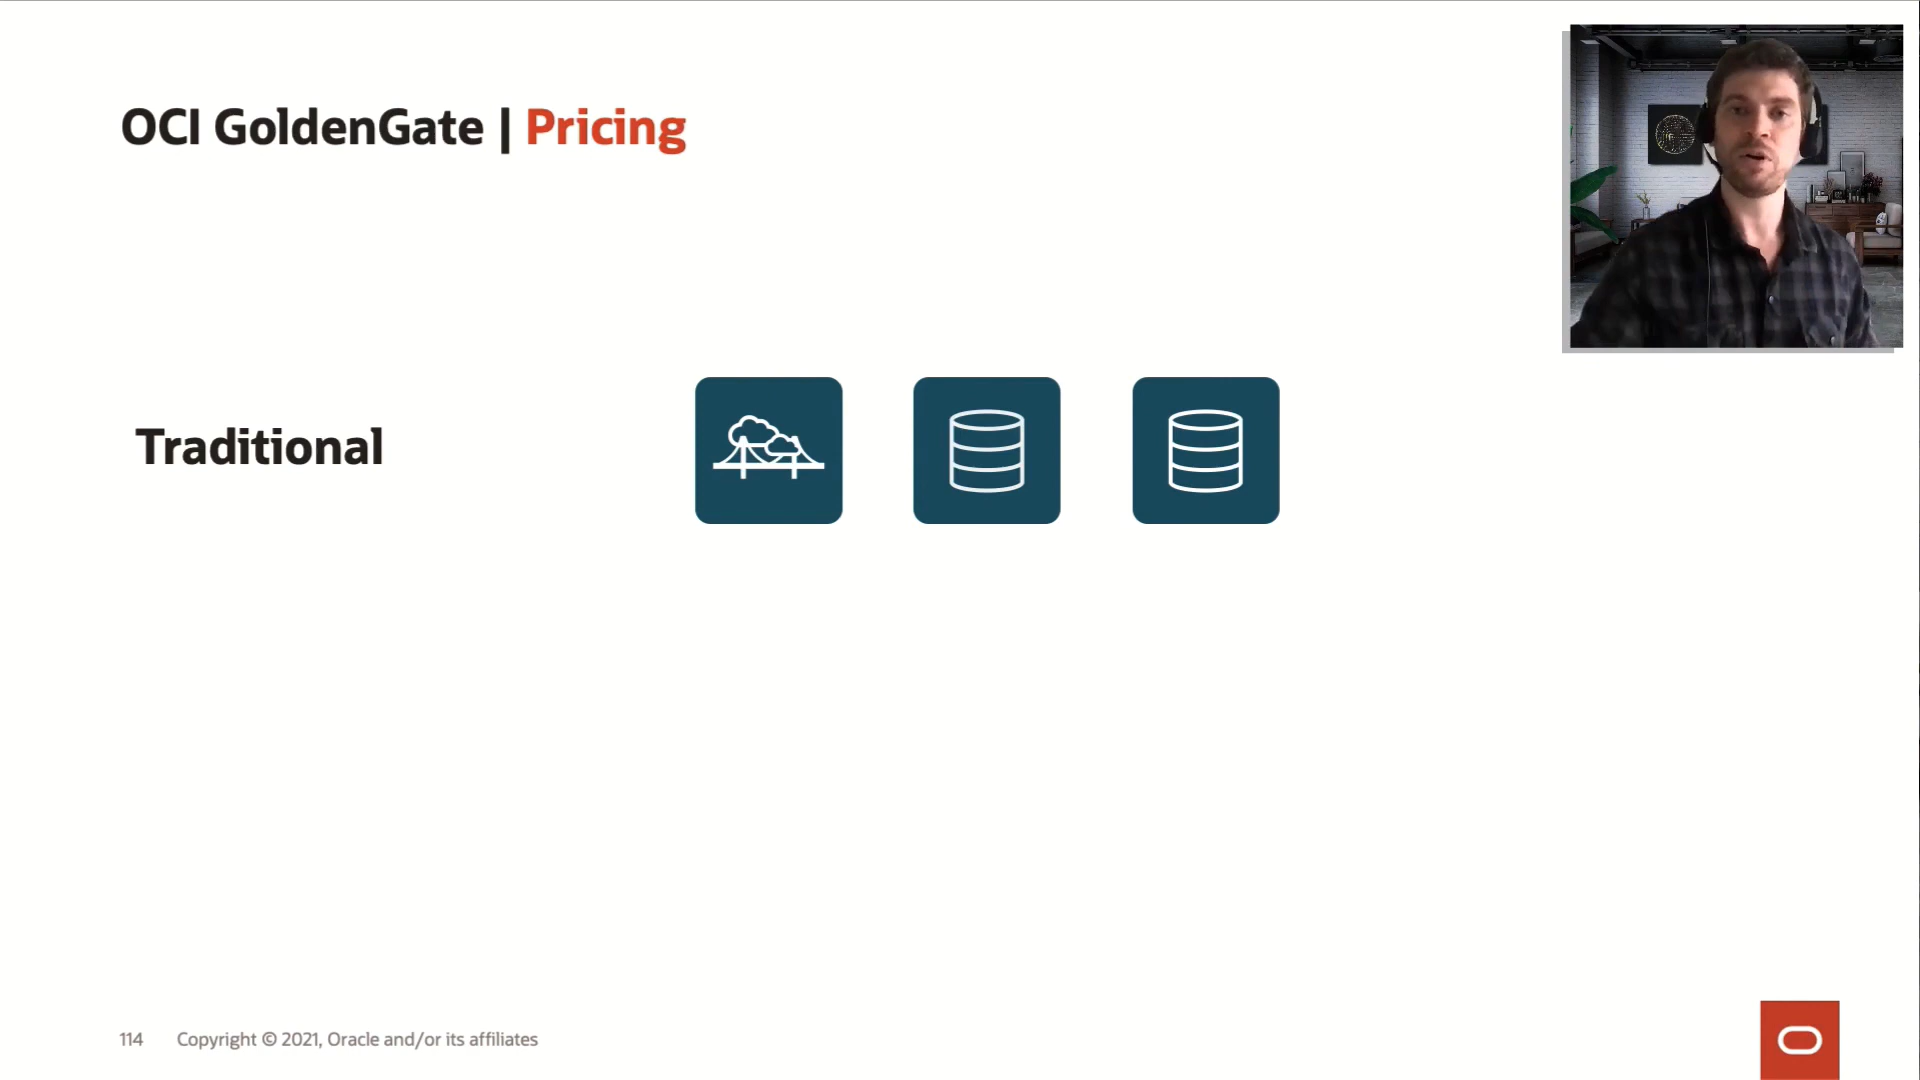 OCI GoldenGate | Pricing
Traditional
114 Copyright © 2021, Oracle and/or its affiliates